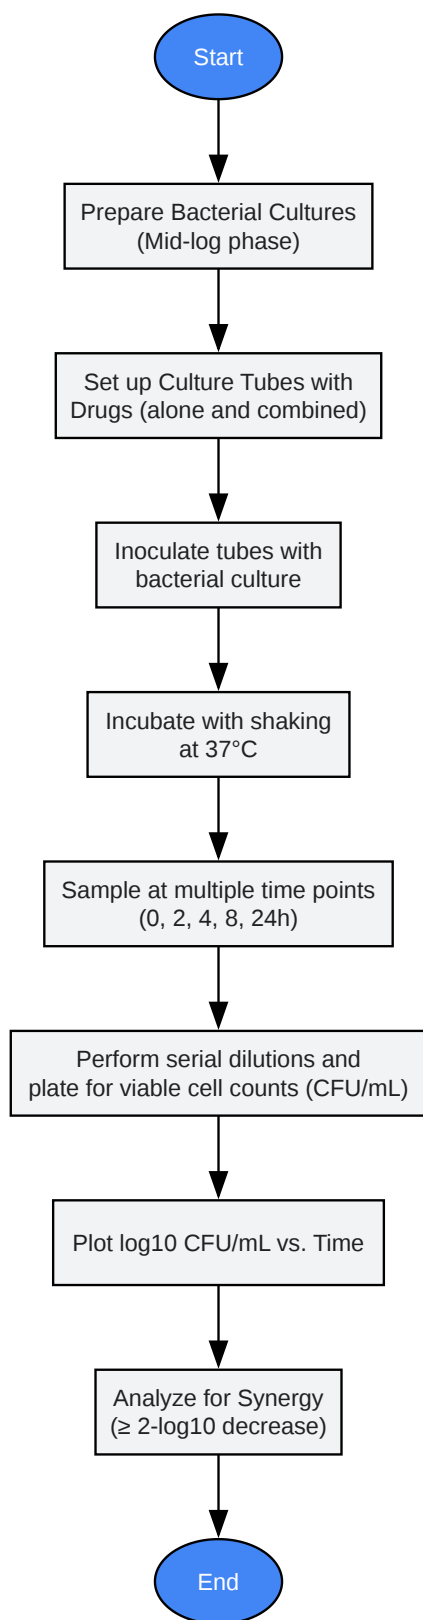 Start
Prepare Bacterial Cultures
(Mid-log phase)
Set up Culture Tubes with
Drugs (alone and combined)
Inoculate tubes with
bacterial culture
Incubate with shaking
at 37°C
Sample at multiple time points
(0, 2, 4, 8, 24h)
Perform serial dilutions and
plate for viable cell counts (CFU/mL)
Plot log10 CFU/mL vs. Time
Analyze for Synergy
(≥ 2-log10 decrease)
End